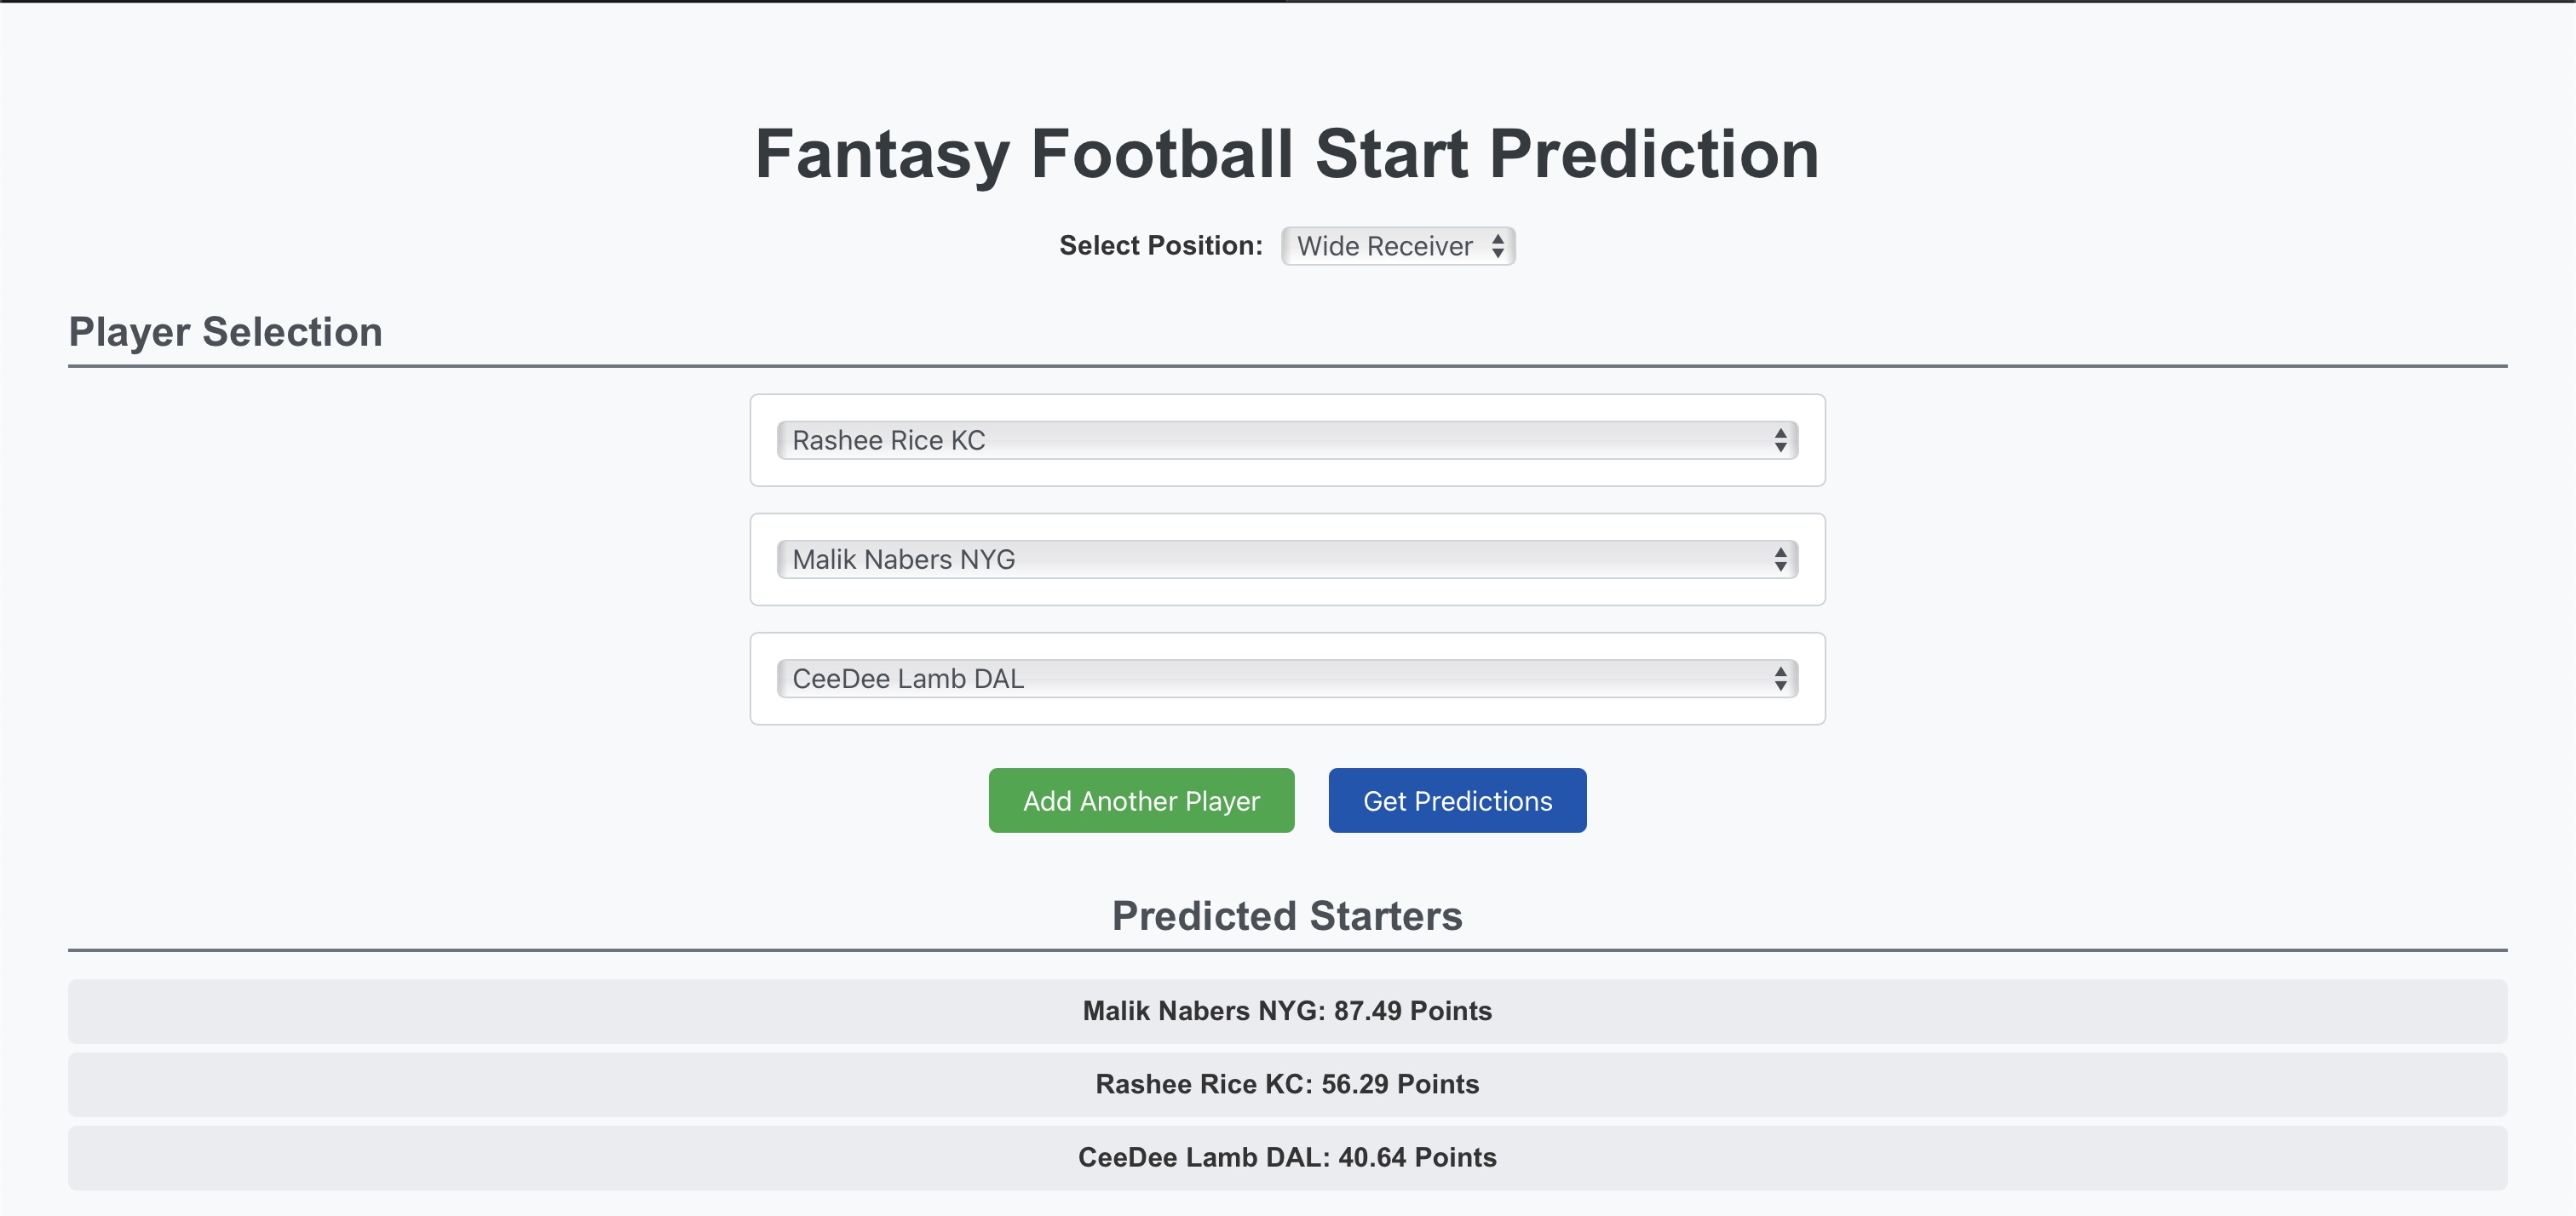 Fantasy Football Start Prediction
Select Position: Wide Receiver
Player Selection
Rashee Rice KC
Malik Nabers NYG
CeeDee Lamb DAL
Add Another Player Get Predictions
Predicted Starters
Malik Nabers NYG: 87.49 Points
Rashee Rice KC: 56.29 Points
CeeDee Lamb DAL: 40.64 Points